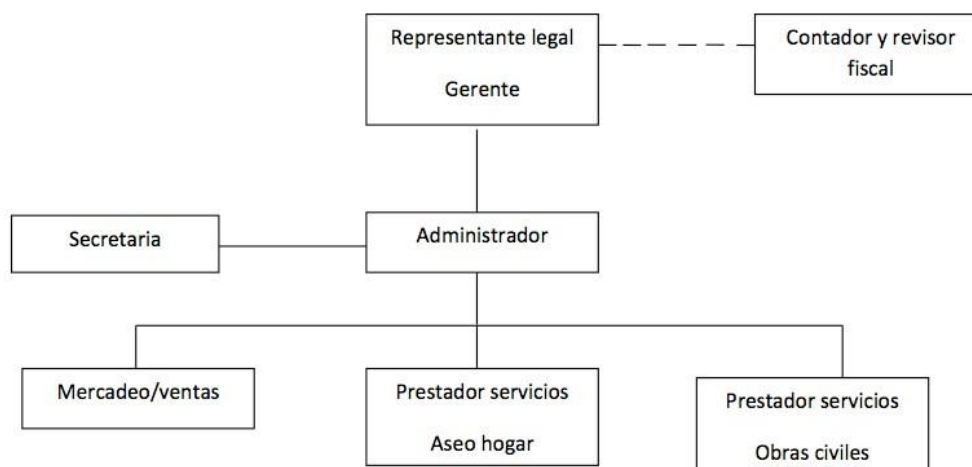 Representante legal
Gerente
Contador y revisor
fiscal
Secretaria
Administrador
Mercadeo/ventas
Prestador servicios
Aseo hogar
Prestador servicios
Obras civiles